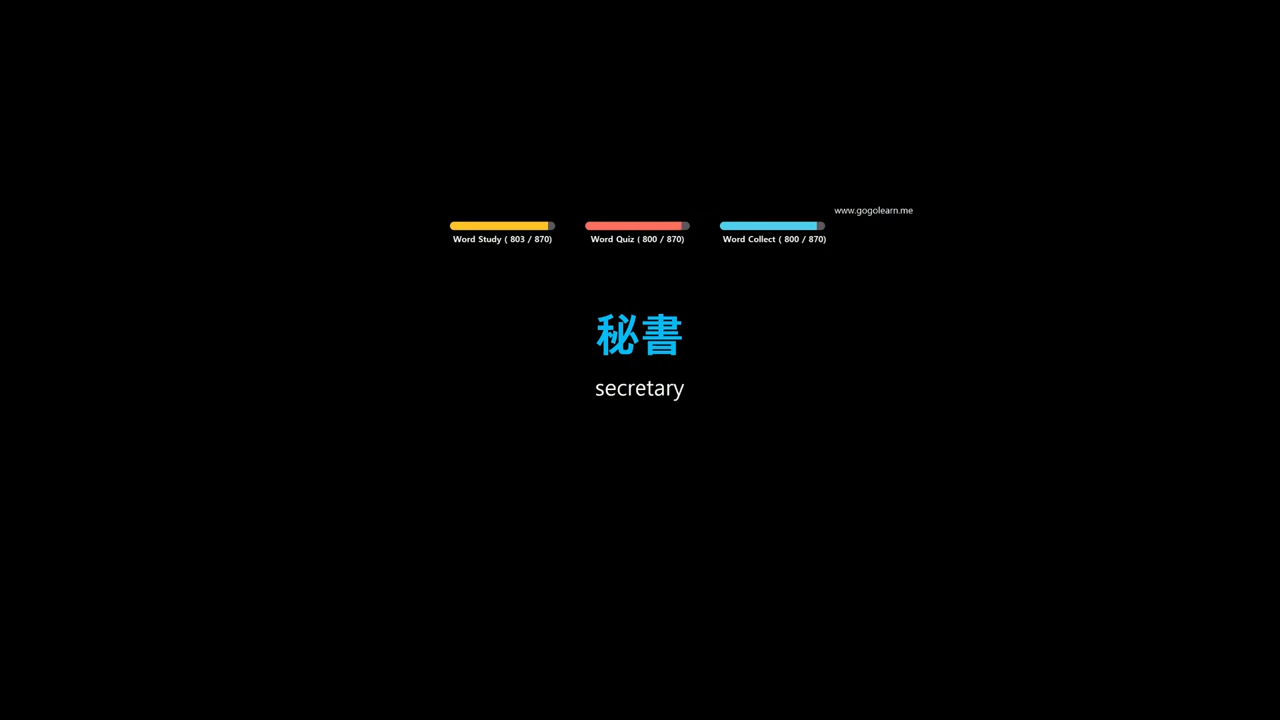 www.gogolearn.me
Word Study ( 803 / 870)
Word Quiz ( 800 / 870)
Word Collect ( 800 / 870)
秘書
secretary